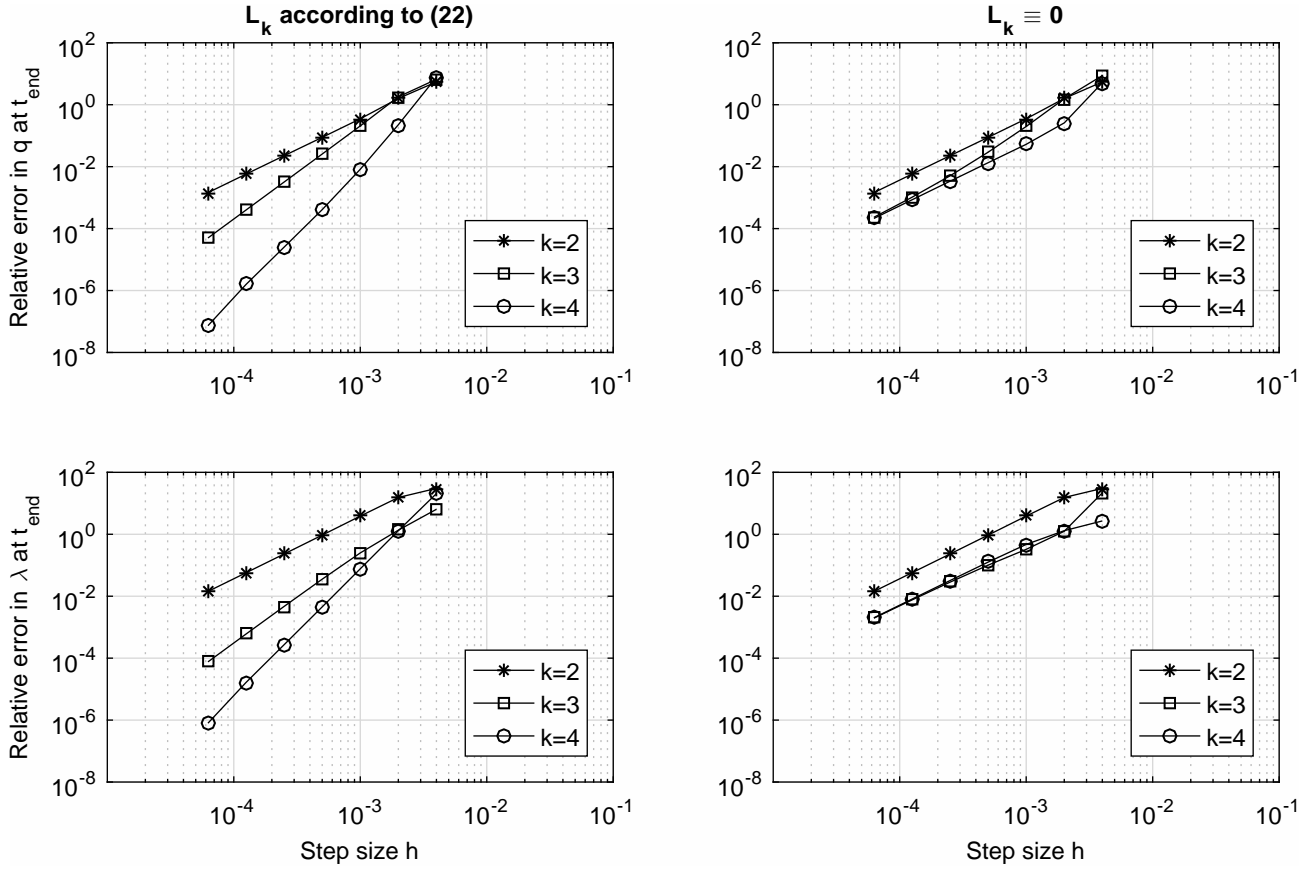 L_k according to (22)
L_k ≡ 0
Relative error in q at t_end
10^2
10^0
10^-2
10^-4
10^-6
10^-8
10^-4
10^-3
10^-2
10^-1
k=2
k=3
k=4
10^2
10^0
10^-2
10^-4
10^-6
10^-8
10^-4
10^-3
10^-2
10^-1
k=2
k=3
k=4
Relative error in λ at t_end
10^2
10^0
10^-2
10^-4
10^-6
10^-8
10^-4
10^-3
10^-2
10^-1
Step size h
k=2
k=3
k=4
10^2
10^0
10^-2
10^-4
10^-6
10^-8
10^-4
10^-3
10^-2
10^-1
Step size h
k=2
k=3
k=4